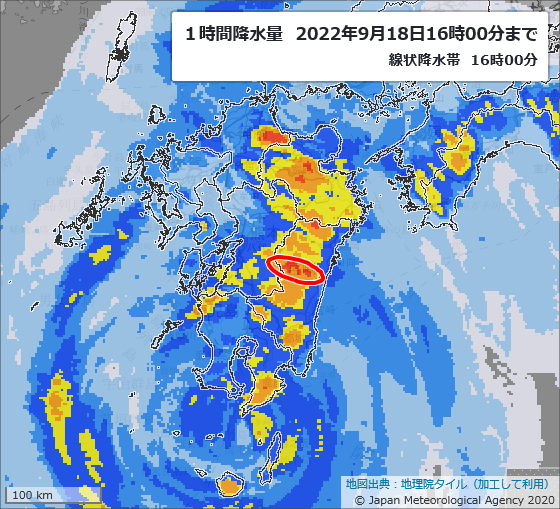 １時間降水量 2022年9月18日16時00分まで
線状降水帯 16時00分
100 km
地図出典：地理院タイル（加工して利用）
© Japan Meteorological Agency 2020